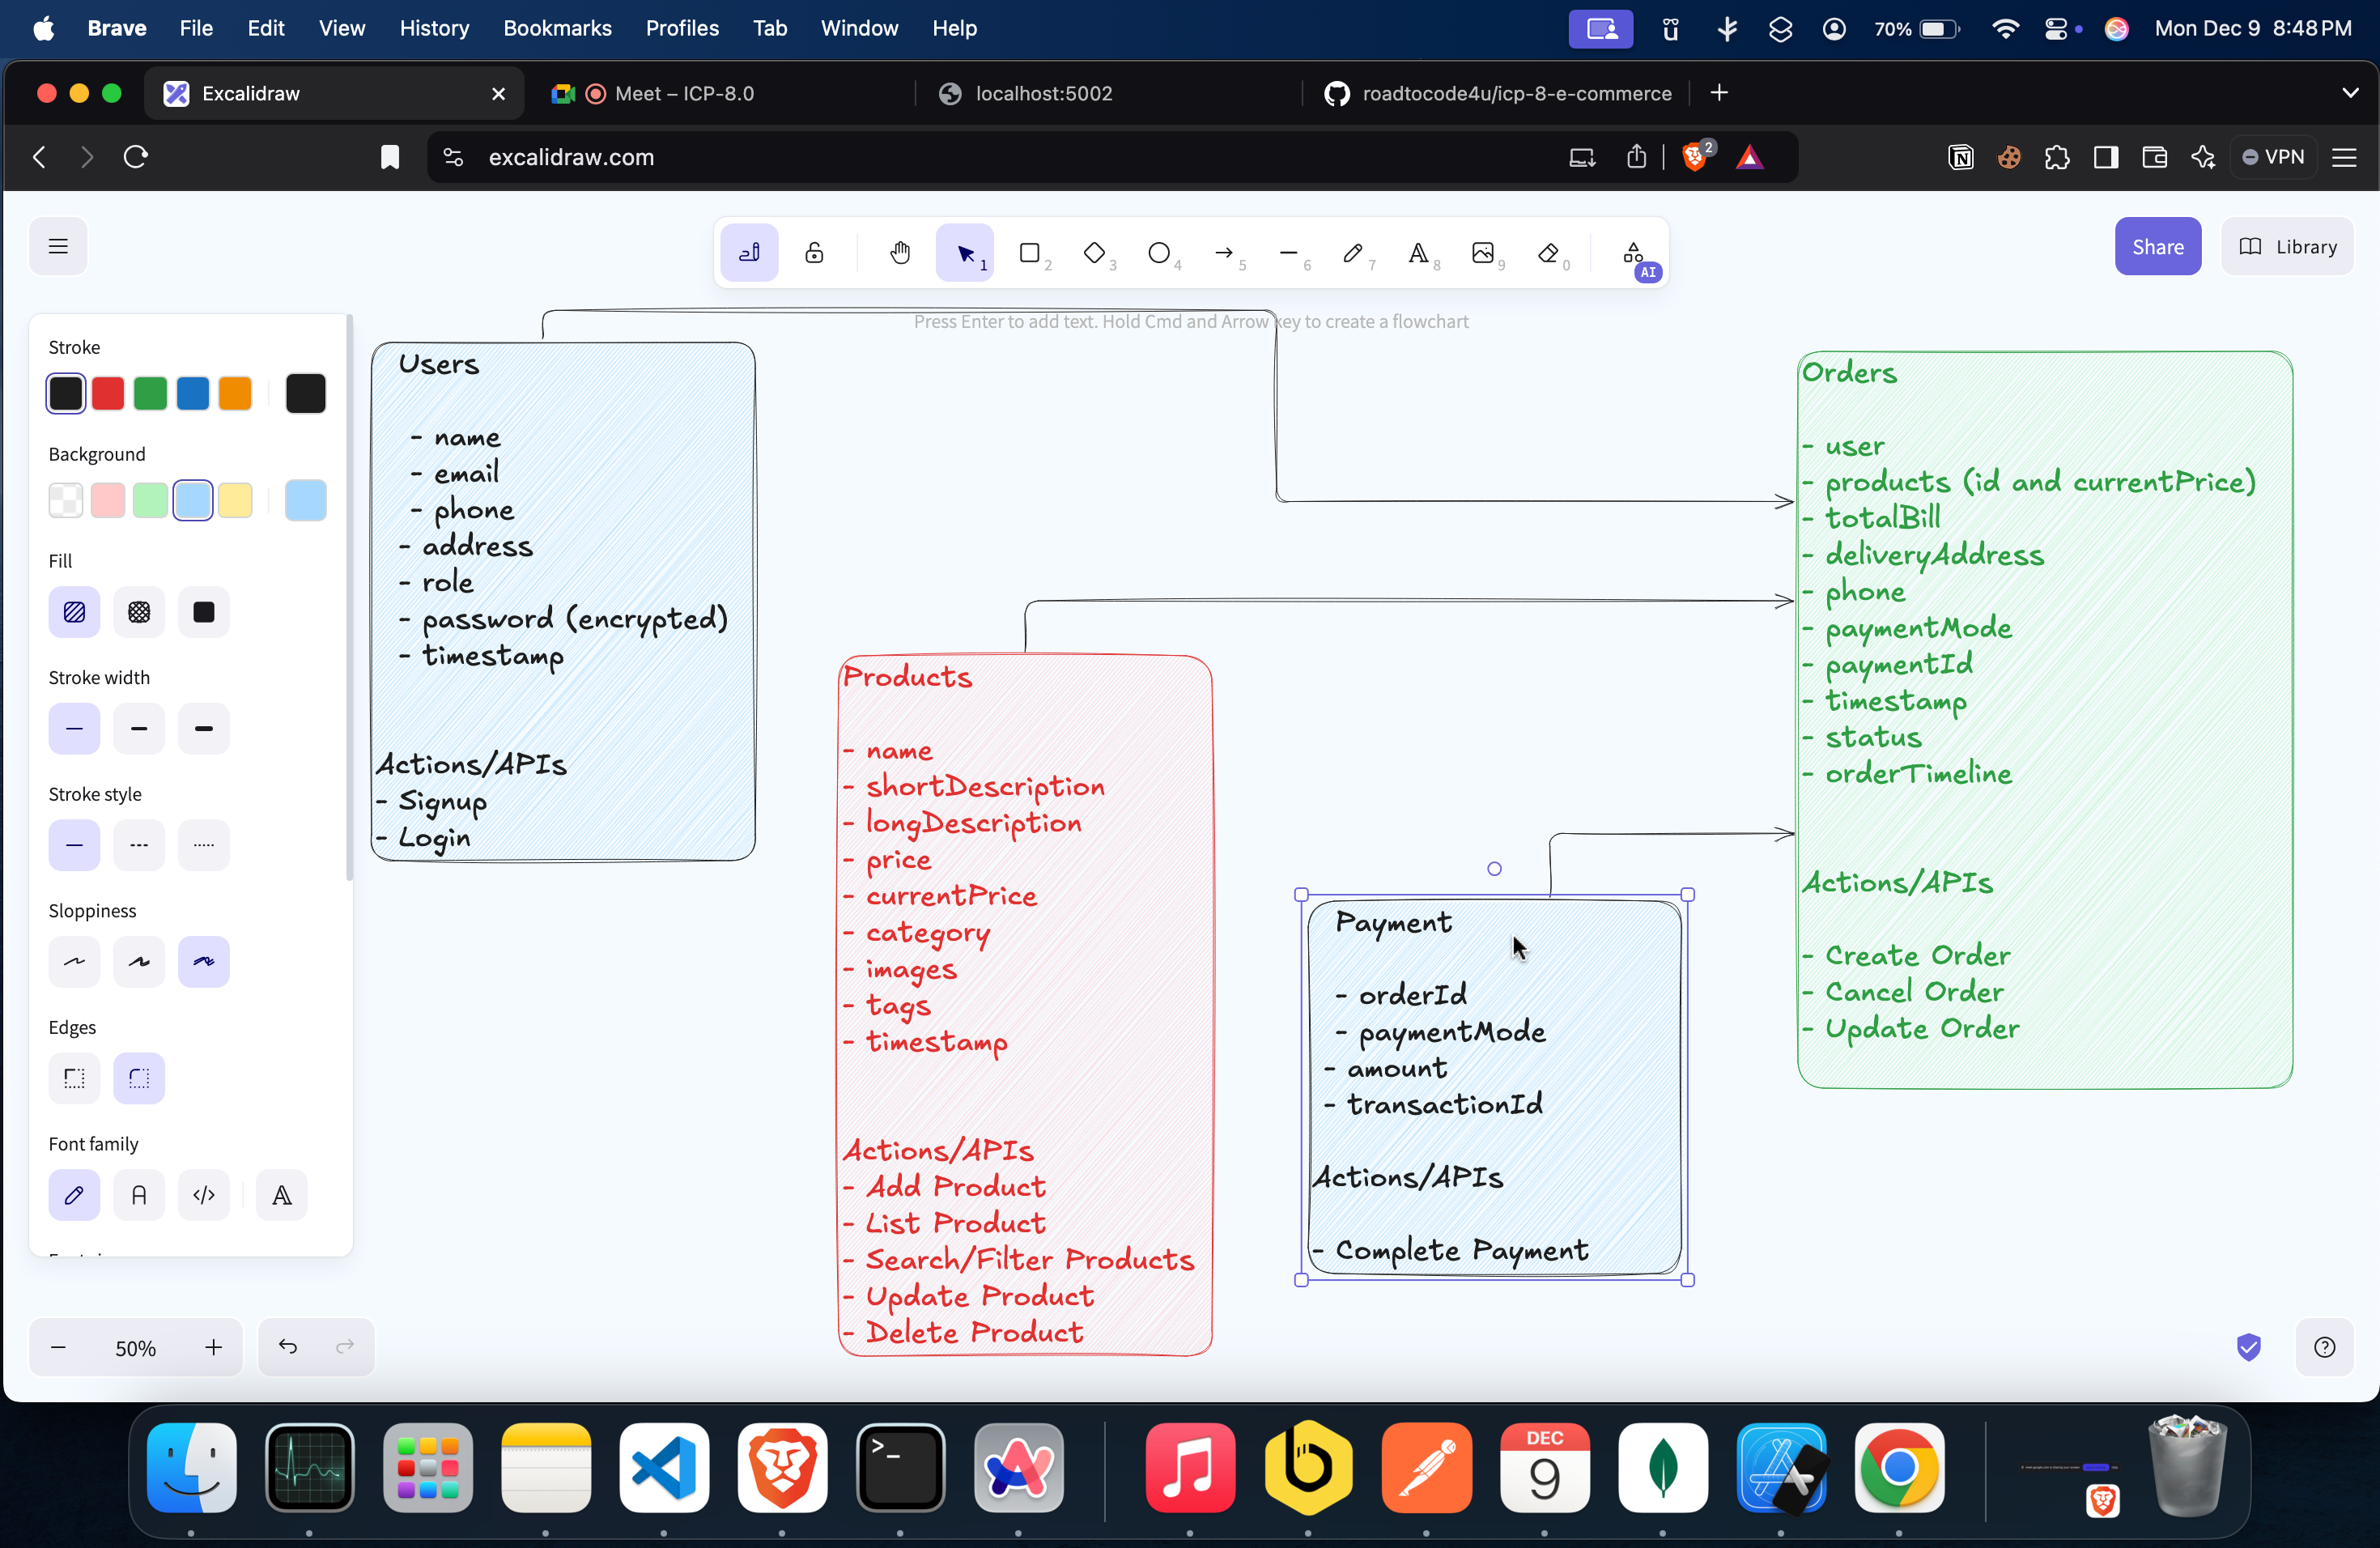 Brave File Edit View History Bookmarks Profiles Tab Window Help 70% Mon Dec 9 8:48 PM
Excalidraw Meet – ICP-8.0 localhost:5002 roadtocode4u/icp-8-e-commerce
excalidraw.com 2 VPN
1 2 3 4 5 6 7 8 9 0 AI
Share Library
Press Enter to add text. Hold Cmd and Arrow key to create a flowchart
Stroke
Background
Fill
Stroke width
Stroke style
Sloppiness
Edges
Font family
50%
Users
- name
- email
- phone
- address
- role
- password (encrypted)
- timestamp
Actions/APIs
- Signup
- Login
Products
- name
- shortDescription
- longDescription
- price
- currentPrice
- category
- images
- tags
- timestamp
Actions/APIs
- Add Product
- List Product
- Search/Filter Products
- Update Product
- Delete Product
Payment
- orderId
- paymentMode
- amount
- transactionId
Actions/APIs
- Complete Payment
Orders
- user
- products (id and currentPrice)
- totalBill
- deliveryAddress
- phone
- paymentMode
- paymentId
- timestamp
- status
- orderTimeline
Actions/APIs
- Create Order
- Cancel Order
- Update Order
DEC
9